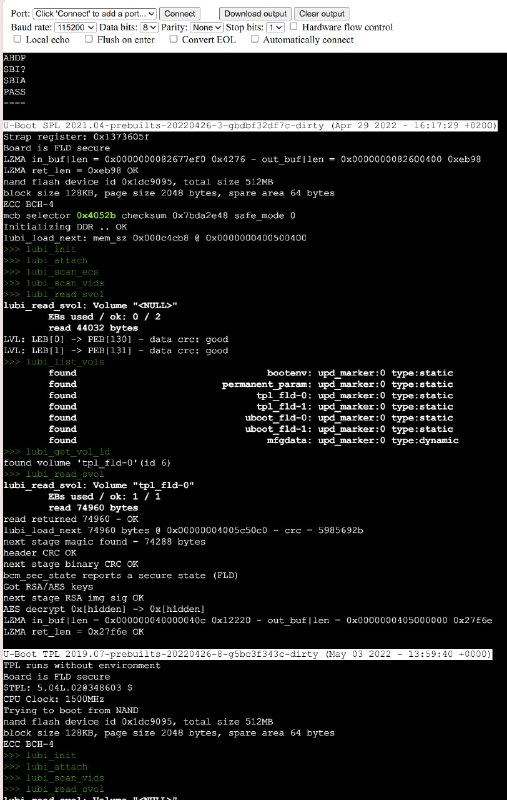 Port: Click 'Connect' to add a port... Connect Download output Clear output
Baud rate: 115200 Data bits: 8 Parity: None Stop bits: 1 Hardware flow control
Local echo Flush on enter Convert EOL Automatically connect
AHDP
$BI?
$BIA
PASS
----
U-Boot SPL 2021.04-prebuilts-20220426-3-gbdbf32df7c-dirty (Apr 29 2022 - 16:17:29 +0200)
Strap register: 0x1373605f
Board is FLD secure
LZMA in_buf|len = 0x0000000082677ef0 0x4276 - out_buf|len = 0x0000000082600400 0xeb98
LZMA ret_len = 0xeb98 OK
nand flash device id 0x1dc9095, total size 512MB
block size 128KB, page size 2048 bytes, spare area 64 bytes
ECC BCH-4
mcb selector 0x4052b checksum 0x7bda2e48 safe_mode 0
Initializing DDR .. OK
lubi_load_next: mem_sz 0x000c4cb8 @ 0x0000000400500400
>>> lubi_init
>>> lubi_attach
>>> lubi_scan_ecs
>>> lubi_scan_vids
>>> lubi_read_svol
lubi_read_svol: Volume "<NULL>"
EBs used / ok: 0 / 2
read 44032 bytes
LVL: LEB[0] -> PEB[130] - data crc: good
LVL: LEB[1] -> PEB[131] - data crc: good
>>> lubi_list_vols
found bootenv: upd_marker:0 type:static
found permanent_param: upd_marker:0 type:static
found tpl_fld-0: upd_marker:0 type:static
found tpl_fld-1: upd_marker:0 type:static
found uboot_fld-0: upd_marker:0 type:static
found uboot_fld-1: upd_marker:0 type:static
found mfgdata: upd_marker:0 type:dynamic
>>> lubi_get_vol_id
found volume 'tpl_fld-0'(id 6)
>>> lubi_read_svol
lubi_read_svol: Volume "tpl_fld-0"
EBs used / ok: 1 / 1
read 74960 bytes
read returned 74960 - OK
lubi_load_next 74960 bytes @ 0x00000004005c50c0 - crc = 5985692b
next stage magic found - 74288 bytes
header CRC OK
next stage binary CRC OK
bcm_sec_state reports a secure state (FLD)
Got RSA/AES keys
next stage RSA img sig OK
AES decrypt 0x[hidden] -> 0x[hidden]
LZMA in_buf|len = 0x000000040000040c 0x12220 - out_buf|len = 0x0000000405000000 0x27f6e
LZMA ret_len = 0x27f6e OK
U-Boot TPL 2019.07-prebuilts-20220426-8-g5bc3f343c-dirty (May 03 2022 - 13:59:40 +0000)
TPL runs without environment
Board is FLD secure
$TPL: 5.04L.02@348603 $
CPU Clock: 1500MHz
Trying to boot from NAND
nand flash device id 0x1dc9095, total size 512MB
block size 128KB, page size 2048 bytes, spare area 64 bytes
ECC BCH-4
>>> lubi_init
>>> lubi_attach
>>> lubi_scan_vids
>>> lubi_read_svol
lubi_read_svol: Volume "<NULL>"